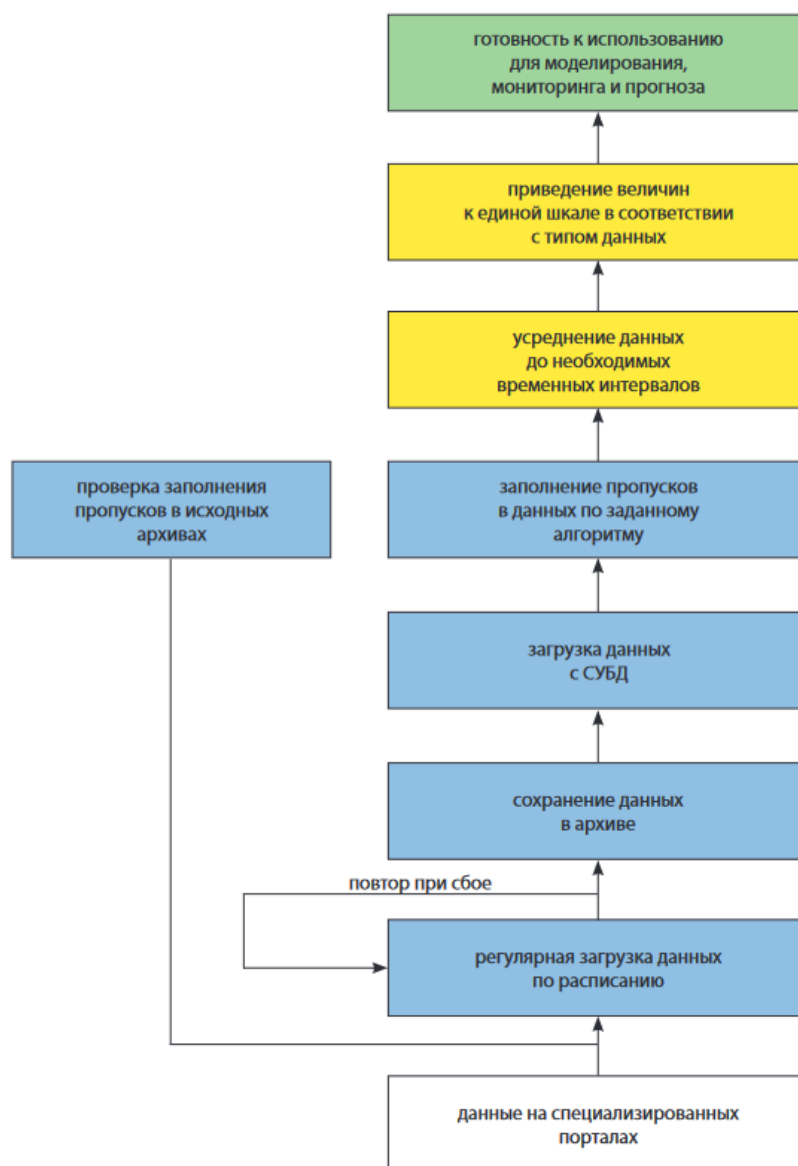 готовность к использованию
для моделирования,
мониторинга и прогноза
приведение величин
к единой шкале в соответствии
с типом данных
усреднение данных
до необходимых
временных интервалов
проверка заполнения
пропусков в исходных
архивах
заполнение пропусков
в данных по заданному
алгоритму
загрузка данных
с СУБД
сохранение данных
в архиве
повтор при сбое
регулярная загрузка данных
по расписанию
данные на специализированных
порталах